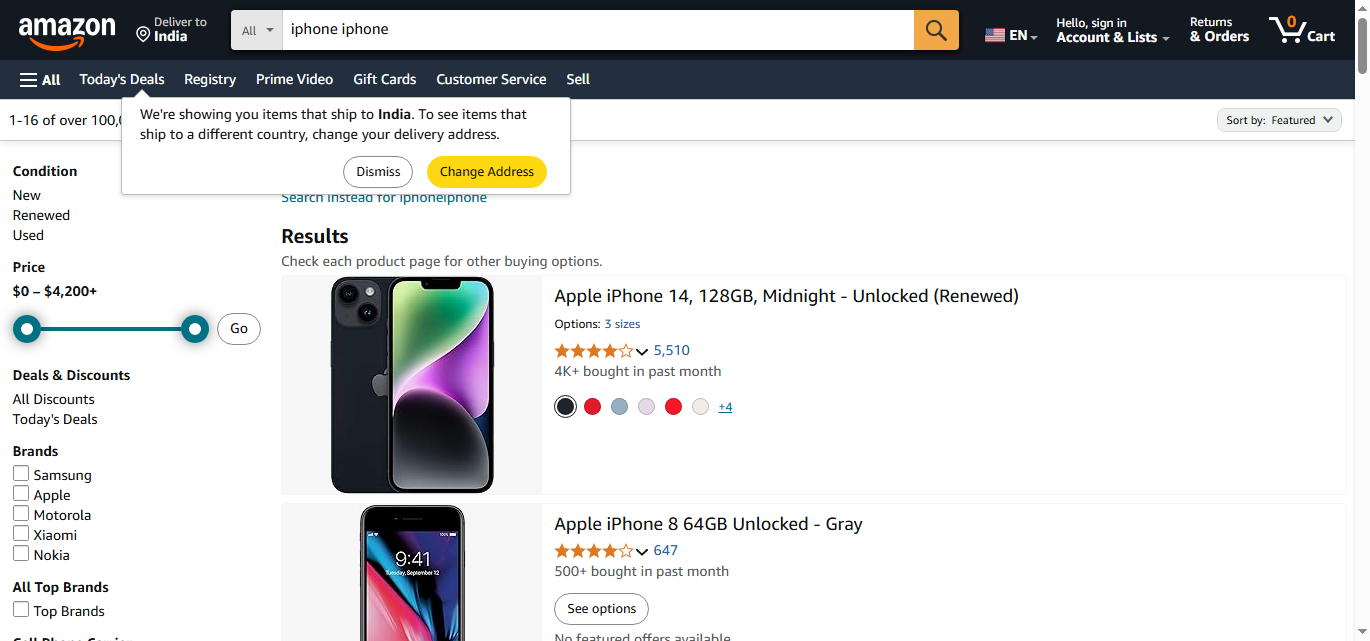 amazon
Deliver to
India
All
iphone iphone
EN
Hello, sign in
Account & Lists
Returns
& Orders
0
Cart
All
Today's Deals
Registry
Prime Video
Gift Cards
Customer Service
Sell
We're showing you items that ship to India. To see items that
ship to a different country, change your delivery address.
Dismiss
Change Address
1-16 of over
Sort by: Featured
Search instead for iphoneiphone
Condition
New
Renewed
Used
Price
$0 – $4,200+
Go
Deals & Discounts
All Discounts
Today's Deals
Brands
Samsung
Apple
Motorola
Xiaomi
Nokia
All Top Brands
Top Brands
Cell Phone Carrier
Results
Check each product page for other buying options.
Apple iPhone 14, 128GB, Midnight - Unlocked (Renewed)
Options: 3 sizes
5,510
4K+ bought in past month
+4
9:41
Tuesday, September 12
Apple iPhone 8 64GB Unlocked - Gray
647
500+ bought in past month
See options
No featured offers available